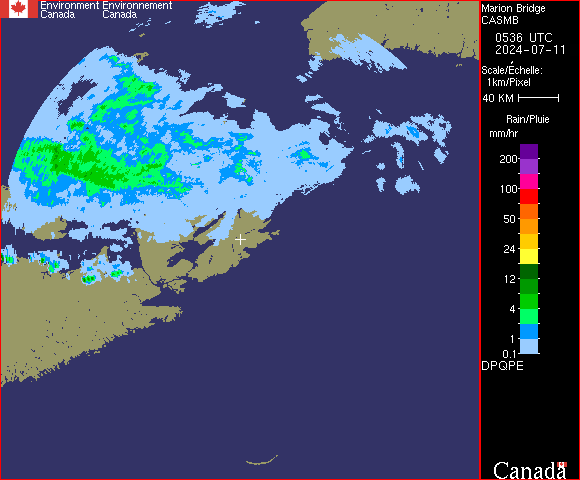 Environment Environnement
Canada Canada
Marion Bridge
CASMB
0536 UTC
2024-07-11
Scale/Échelle:
1km/Pixel
40 KM
Rain/Pluie
mm/hr
200
100
50
24
12
4
1
0.1
DPQPE
Canada